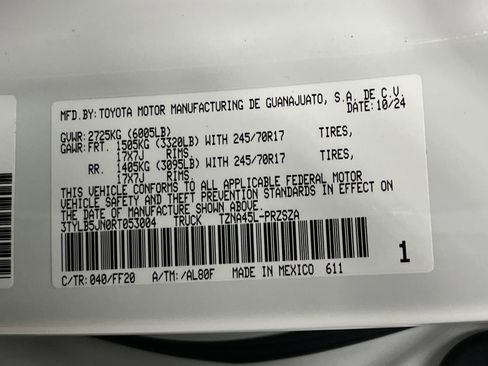 MFD.BY:TOYOTA MOTOR MANUFACTURING DE GUANAJUATO, S.A. DE C.V.
DATE:10/24
GVWR:2725KG (6005LB)
GAWR:FRT. 1505KG (3320LB) WITH 245/70R17 TIRES,
17X7J RIMS.
RR. 1405KG (3095LB) WITH 245/70R17 TIRES,
17X7J RIMS.
THIS VEHICLE CONFORMS TO ALL APPLICABLE FEDERAL MOTOR
VEHICLE SAFETY AND THEFT PREVENTION STANDARDS IN EFFECT ON
THE DATE OF MANUFACTURE SHOWN ABOVE.
3TYLB5JN0RT053004 TRUCK TZNA45L-PRZSZA
C/TR:040/FF20 A/TM:/AL80F MADE IN MEXICO 611 1